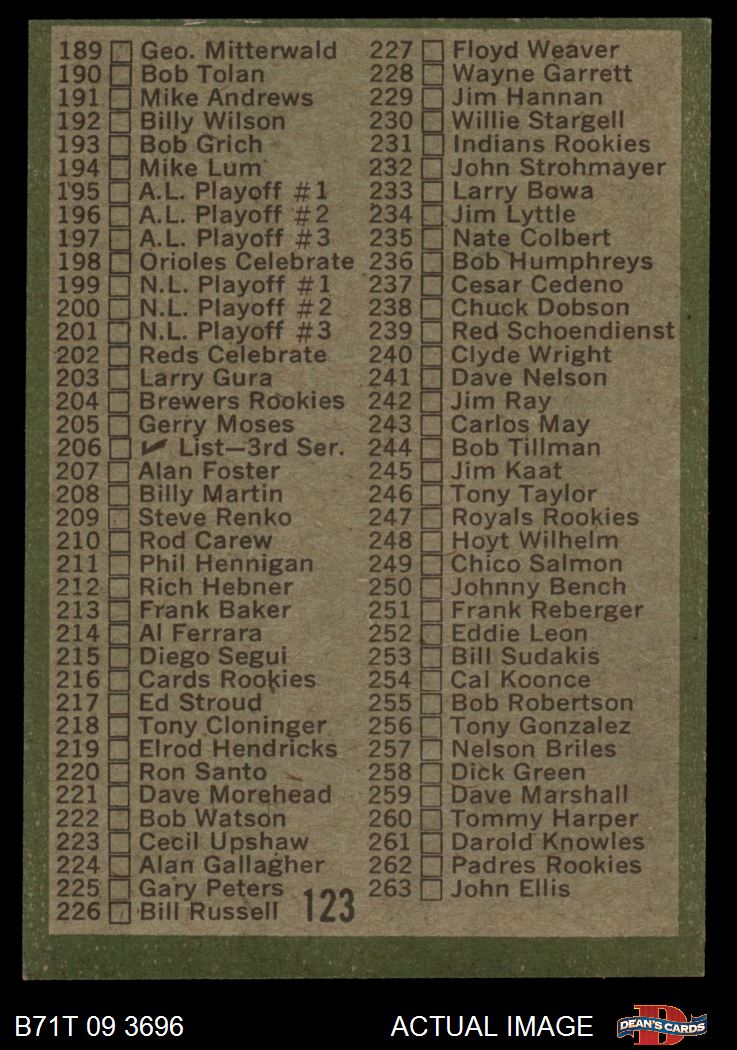 189 Geo. Mitterwald
190 Bob Tolan
191 Mike Andrews
192 Billy Wilson
193 Bob Grich
194 Mike Lum
195 A.L. Playoff #1
196 A.L. Playoff #2
197 A.L. Playoff #3
198 Orioles Celebrate
199 N.L. Playoff #1
200 N.L. Playoff #2
201 N.L. Playoff #3
202 Reds Celebrate
203 Larry Gura
204 Brewers Rookies
205 Gerry Moses
206 ✓ List—3rd Ser.
207 Alan Foster
208 Billy Martin
209 Steve Renko
210 Rod Carew
211 Phil Hennigan
212 Rich Hebner
213 Frank Baker
214 Al Ferrara
215 Diego Segui
216 Cards Rookies
217 Ed Stroud
218 Tony Cloninger
219 Elrod Hendricks
220 Ron Santo
221 Dave Morehead
222 Bob Watson
223 Cecil Upshaw
224 Alan Gallagher
225 Gary Peters
226 Bill Russell
227 Floyd Weaver
228 Wayne Garrett
229 Jim Hannan
230 Willie Stargell
231 Indians Rookies
232 John Strohmayer
233 Larry Bowa
234 Jim Lyttle
235 Nate Colbert
236 Bob Humphreys
237 Cesar Cedeno
238 Chuck Dobson
239 Red Schoendienst
240 Clyde Wright
241 Dave Nelson
242 Jim Ray
243 Carlos May
244 Bob Tillman
245 Jim Kaat
246 Tony Taylor
247 Royals Rookies
248 Hoyt Wilhelm
249 Chico Salmon
250 Johnny Bench
251 Frank Reberger
252 Eddie Leon
253 Bill Sudakis
254 Cal Koonce
255 Bob Robertson
256 Tony Gonzalez
257 Nelson Briles
258 Dick Green
259 Dave Marshall
260 Tommy Harper
261 Darold Knowles
262 Padres Rookies
263 John Ellis
123
B71T 09 3696
ACTUAL IMAGE
D
DEAN'S CARDS